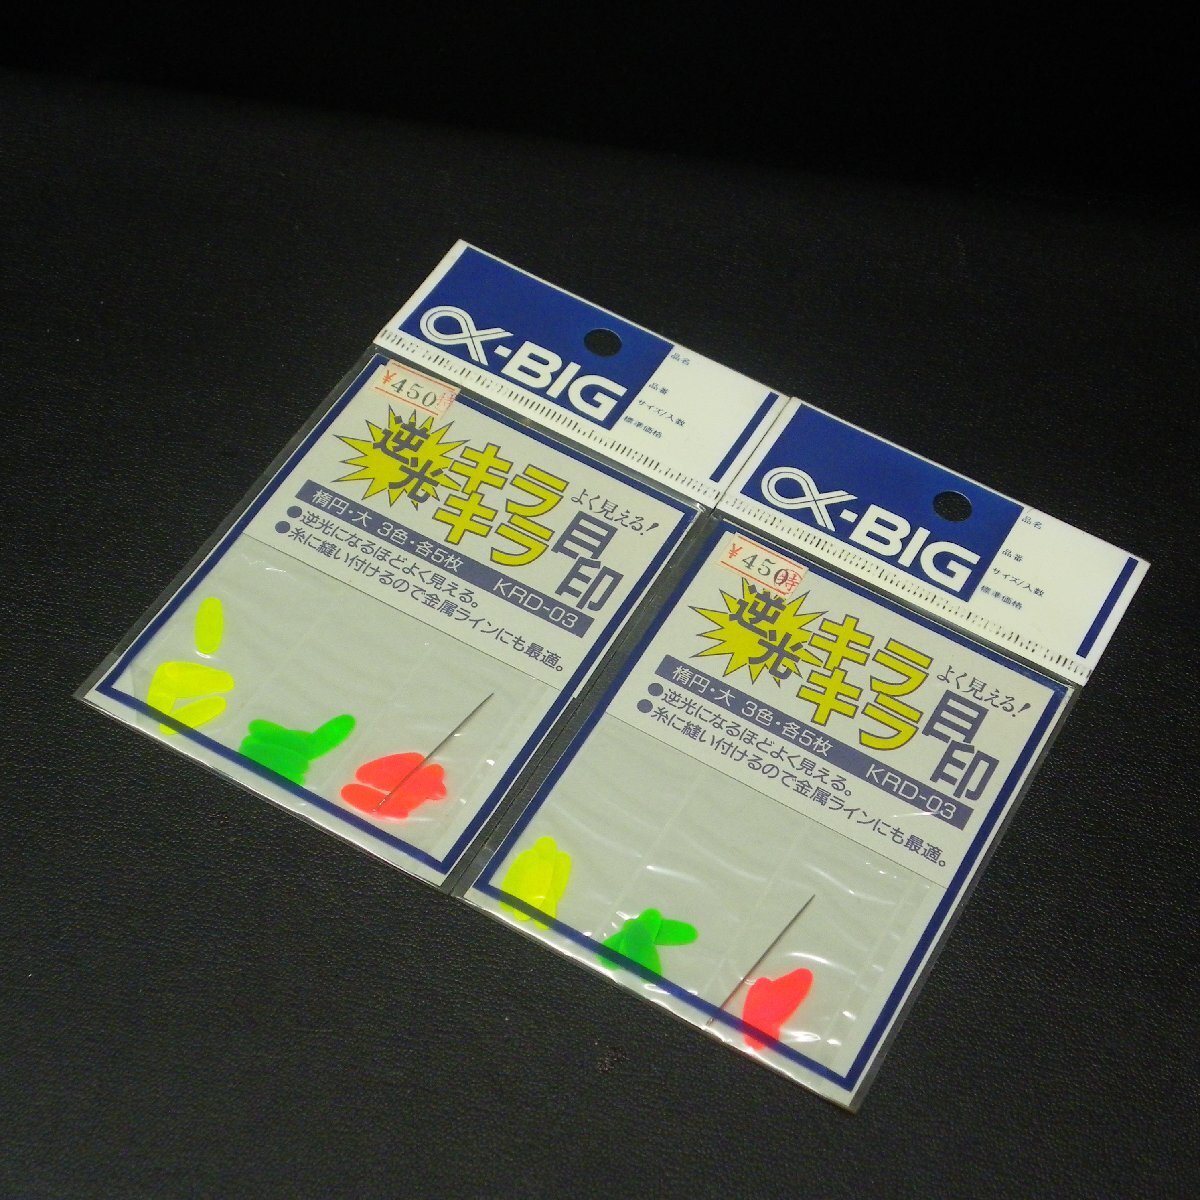 α-BIG
品名
品番
サイズ/入数
標準価格
¥450
逆光
キラキラ
よく見える!
目印
楕円・大 3色・各5枚 KRD-03
●逆光になるほどよく見える。
●糸に縫い付けるので金属ラインにも最適。
α-BIG
品名
品番
サイズ/入数
標準価格
¥450
逆光
キラキラ
よく見える!
目印
楕円・大 3色・各5枚 KRD-03
●逆光になるほどよく見える。
●糸に縫い付けるので金属ラインにも最適。